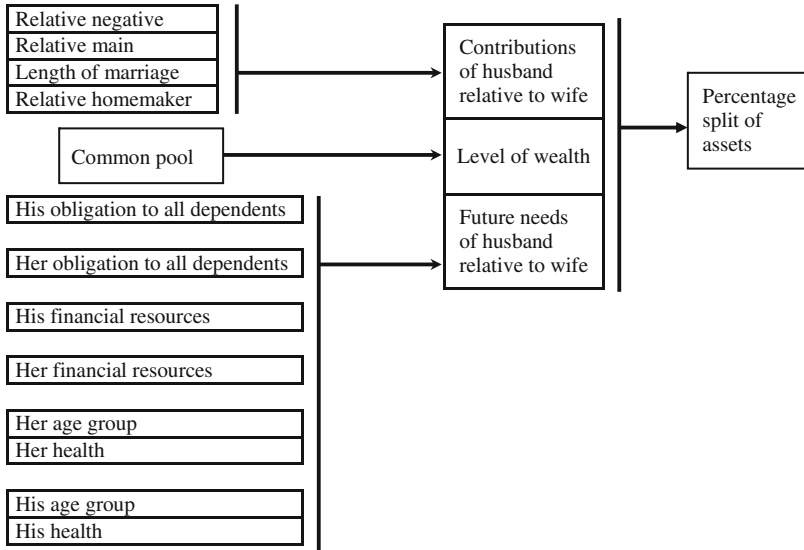 Relative negative
Relative main
Length of marriage
Relative homemaker
Common pool
His obligation to all dependents
Her obligation to all dependents
His financial resources
Her financial resources
Her age group
Her health
His age group
His health
Contributions
of husband
relative to wife
Level of wealth
Future needs
of husband
relative to wife
Percentage
split of
assets